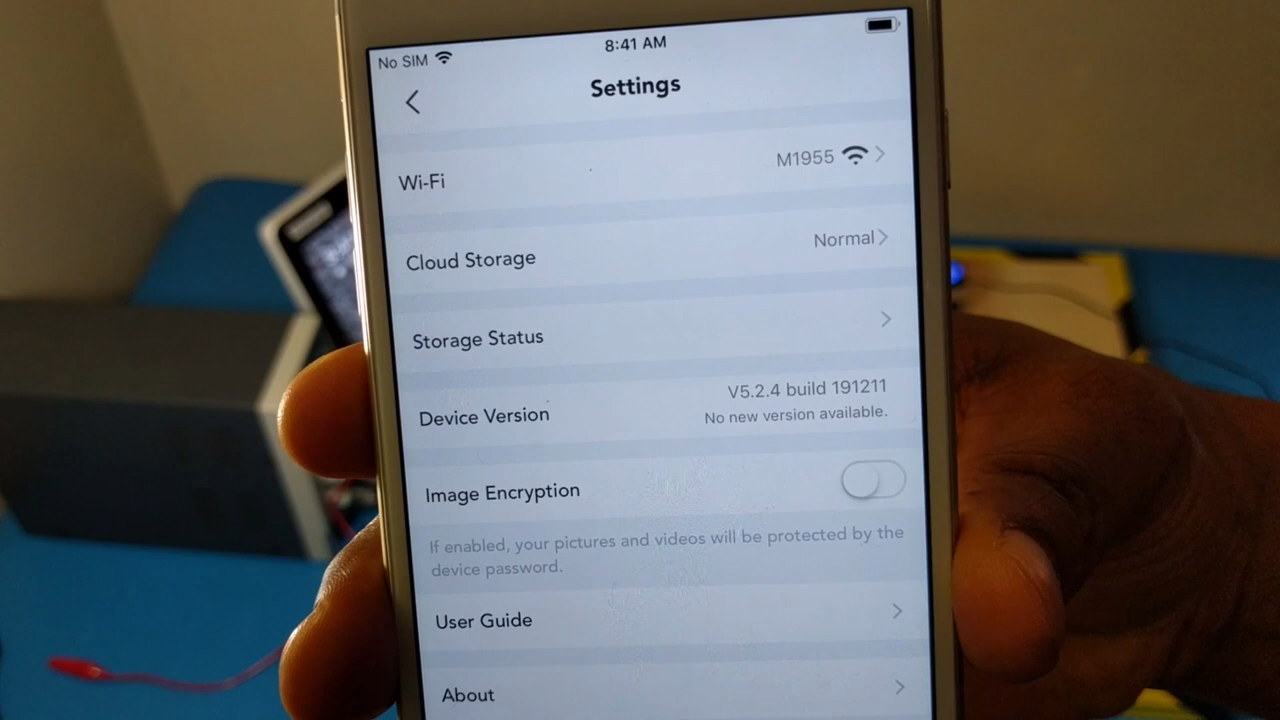 No SIM
8:41 AM
Settings
Wi-Fi M1955
Cloud Storage Normal
Storage Status
Device Version V5.2.4 build 191211
No new version available.
Image Encryption
If enabled, your pictures and videos will be protected by the
device password.
User Guide
About